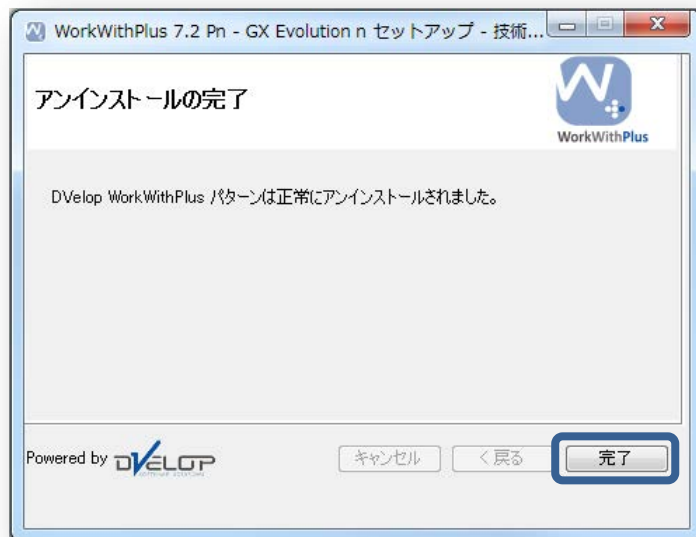 WorkWithPlus 7.2 Pn - GX Evolution n セットアップ - 技術...
アンインストールの完了
WorkWithPlus
DVelop WorkWithPlus パターンは正常にアンインストールされました。
Powered by DVELOP
キャンセル
< 戻る
完了